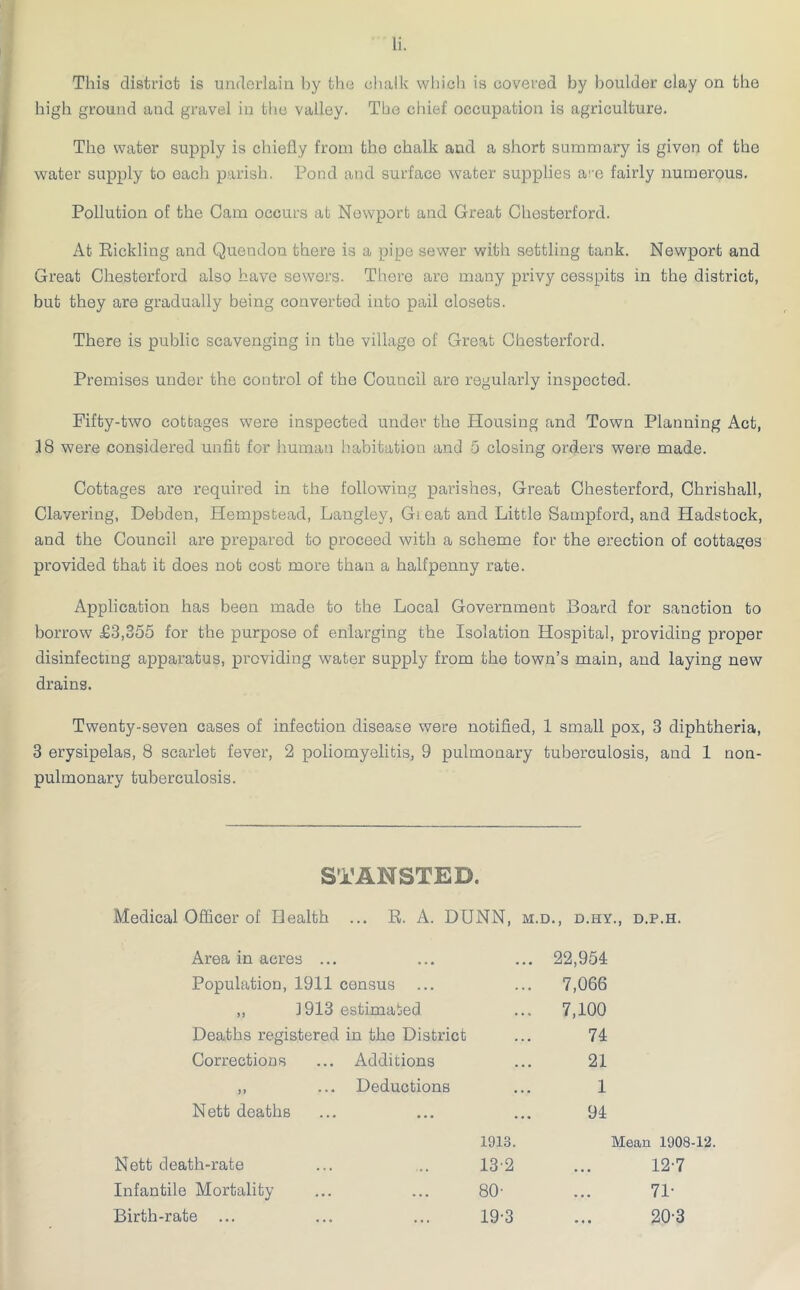 li.
This district is underlain by the chalk which is covered by boulder clay on the
high ground and gravel in the valley. The chief occupation is agriculture.
The water supply is chiefly from the chalk and a short summary is given of the
water supply to each parish. Pond and surface water supplies are fairly numerous.
Pollution of the Cam occurs at Newport and Great Chesterford.
At Rickling and Quendon there is a pipe sewer with settling tank. Newport and
Great Chesterford also have sewers. There are many privy cesspits in the district,
but they are gradually being converted into pail closets.
There is public scavenging in the village of Great Chesterford.
Premises under the control of the Council are regularly inspected.
Fifty-two cottages were inspected under the Housing and Town Planning Act,
18 were considered unfit for human habitation and 5 closing orders were made.
Cottages are required in the following parishes, Great Chesterford, Chrishall,
Clavering, Debden, Hempstead, Langley, Great and Little Sampford, and Hadstock,
and the Council are prepared to proceed with a scheme for the erection of cottages
provided that it does not cost more than a halfpenny rate.
Application has been made to the Local Government Board for sanction to
borrow £3,355 for the purpose of enlarging the Isolation Hospital, providing proper
disinfecting apparatus, providing water supply from the town's main, and laying new
drains.
Twenty-seven cases of infection disease were notified, 1 small pox, 3 diphtheria,
3 erysipelas, 8 scarlet fever, 2 poliomyelitis, 9 pulmonary tuberculosis, and 1 non-
pulmonary tuberculosis.
STANSTED.
Medical Officer of Health ... R. A. DUNN, M.D., D.HY., D.P.H.
Area in acres ... ... ... 22,954
Population, 1911 census ... ... 7,066
„ 1913 estimated ... 7,100
Deaths registered in the District ... 74
Corrections ... Additions ... 21
„ ... Deductions ... 1
Nett deaths ... ... ... 94
1913. Mean 1908-12.
Nett death-rate ... .. 13·2 ... 12·7
Infantile Mortality ... ... 80· ... 71·
Birth-rate ... ... ... 19·3 ... 20·3